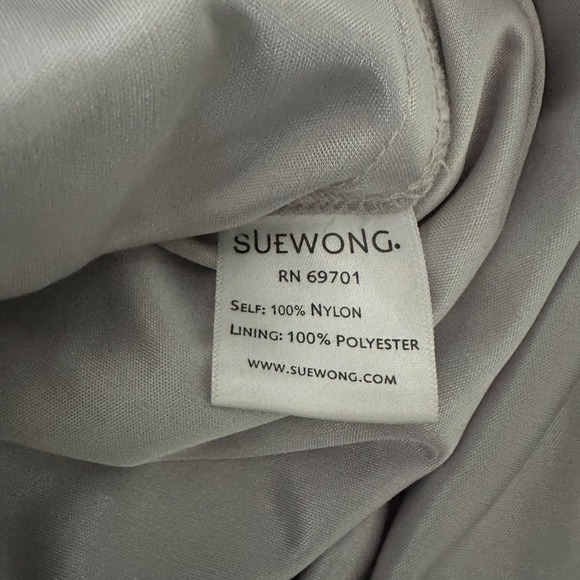 SUEWONG.
RN 69701
SELF: 100% NYLON
LINING: 100% POLYESTER
WWW.SUEWONG.COM